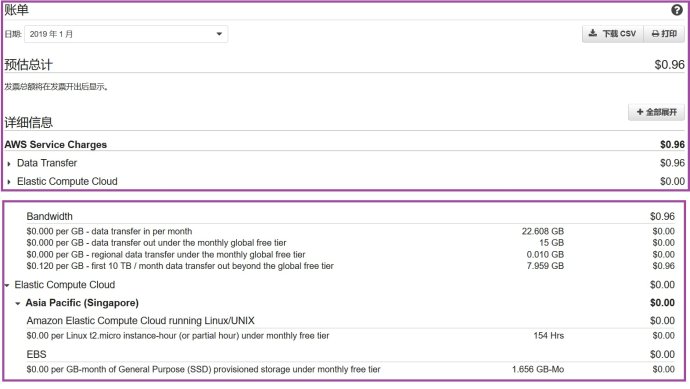 账单
日期: 2019 年 1 月 下载 CSV 打印
预估总计 $0.96
发票总额将在发票开出后显示。
全部展开
详细信息
AWS Service Charges $0.96
Data Transfer $0.96
Elastic Compute Cloud $0.00
Bandwidth $0.96
$0.000 per GB - data transfer in per month 22.608 GB $0.00
$0.000 per GB - data transfer out under the monthly global free tier 15 GB $0.00
$0.000 per GB - regional data transfer under the monthly global free tier 0.010 GB $0.00
$0.120 per GB - first 10 TB / month data transfer out beyond the global free tier 7.959 GB $0.96
Elastic Compute Cloud $0.00
Asia Pacific (Singapore) $0.00
Amazon Elastic Compute Cloud running Linux/UNIX $0.00
$0.00 per Linux t2.micro instance-hour (or partial hour) under monthly free tier 154 Hrs $0.00
EBS $0.00
$0.00 per GB-month of General Purpose (SSD) provisioned storage under monthly free tier 1.656 GB-Mo $0.00